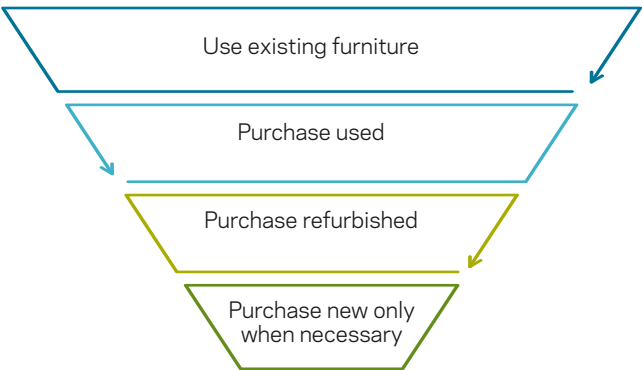 Use existing furniture
Purchase used
Purchase refurbished
Purchase new only
when necessary